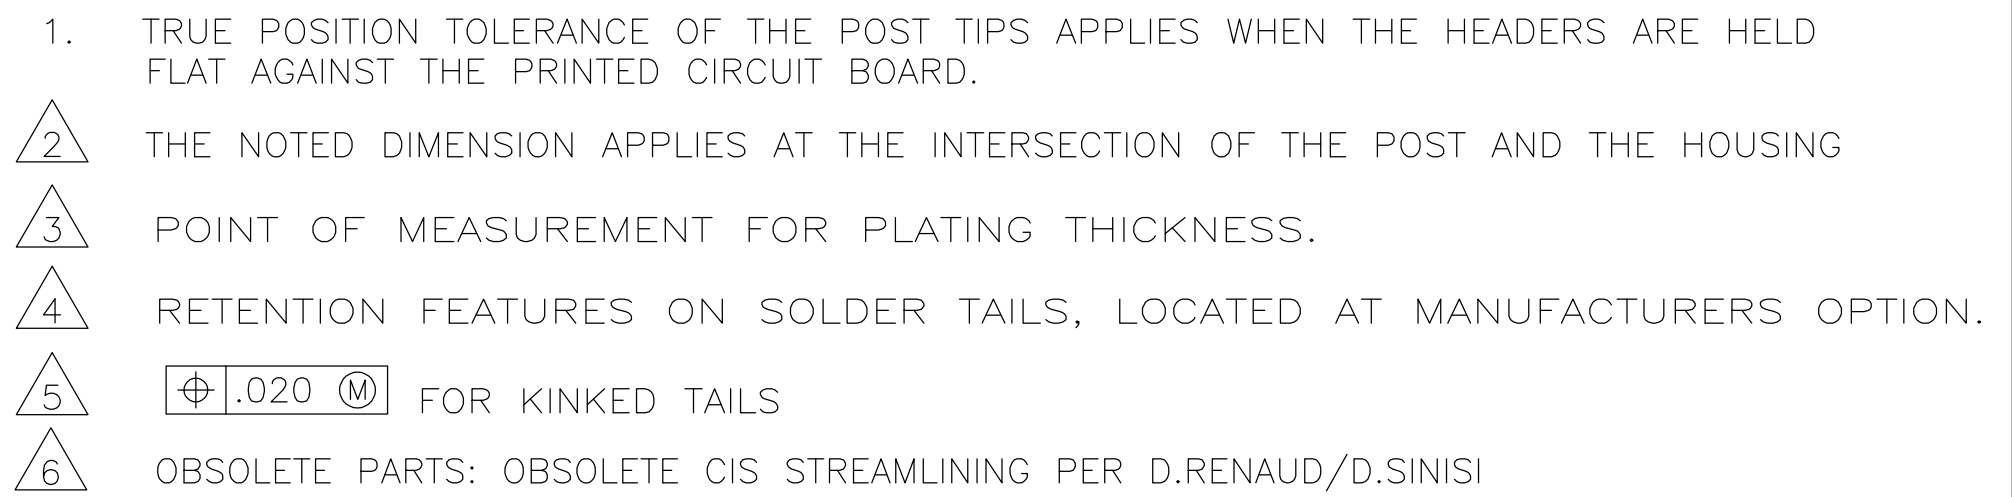 1. TRUE POSITION TOLERANCE OF THE POST TIPS APPLIES WHEN THE HEADERS ARE HELD
FLAT AGAINST THE PRINTED CIRCUIT BOARD.
2 THE NOTED DIMENSION APPLIES AT THE INTERSECTION OF THE POST AND THE HOUSING
3 POINT OF MEASUREMENT FOR PLATING THICKNESS.
4 RETENTION FEATURES ON SOLDER TAILS, LOCATED AT MANUFACTURERS OPTION.
5 ⌖ .020 Ⓜ FOR KINKED TAILS
6 OBSOLETE PARTS: OBSOLETE CIS STREAMLINING PER D.RENAUD/D.SINISI